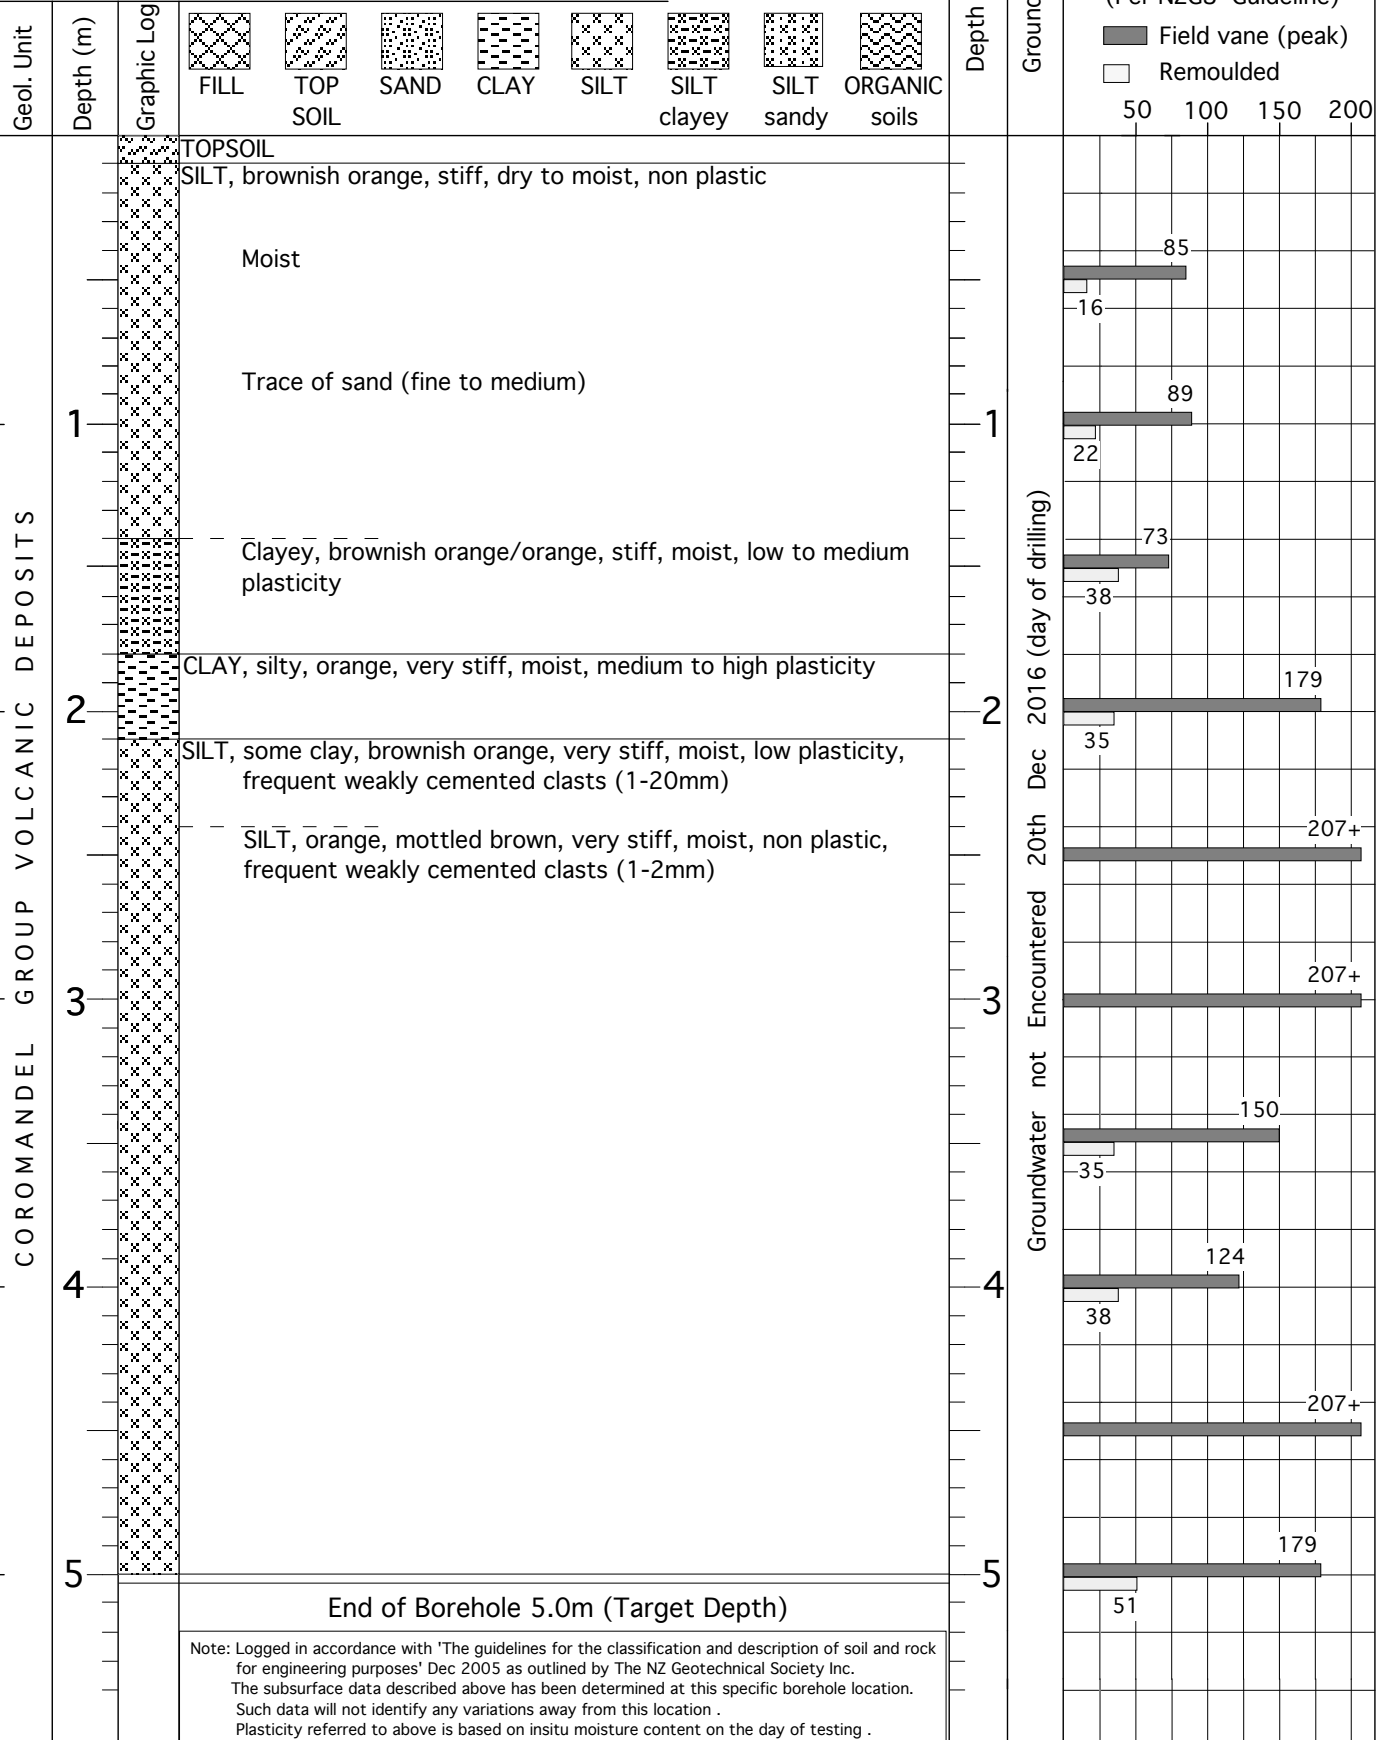 Geol. Unit
Depth (m)
Graphic Log
FILL
TOP
SOIL
SAND
CLAY
SILT
SILT
clayey
SILT
sandy
ORGANIC
soils
Depth
Field vane (peak)
Remoulded
50 100 150 200
COROMANDEL GROUP VOLCANIC DEPOSITS
TOPSOIL
SILT, brownish orange, stiff, dry to moist, non plastic
Moist
85
16
Trace of sand (fine to medium)
1
1
89
22
Clayey, brownish orange/orange, stiff, moist, low to medium
plasticity
73
38
CLAY, silty, orange, very stiff, moist, medium to high plasticity
2
2
179
35
SILT, some clay, brownish orange, very stiff, moist, low plasticity,
frequent weakly cemented clasts (1-20mm)
SILT, orange, mottled brown, very stiff, moist, non plastic,
frequent weakly cemented clasts (1-2mm)
207+
3
3
207+
150
35
4
4
124
38
207+
5
5
179
51
Groundwater not Encountered 20th Dec 2016 (day of drilling)
End of Borehole 5.0m (Target Depth)
Note: Logged in accordance with 'The guidelines for the classification and description of soil and rock
for engineering purposes' Dec 2005 as outlined by The NZ Geotechnical Society Inc.
The subsurface data described above has been determined at this specific borehole location.
Such data will not identify any variations away from this location .
Plasticity referred to above is based on insitu moisture content on the day of testing .